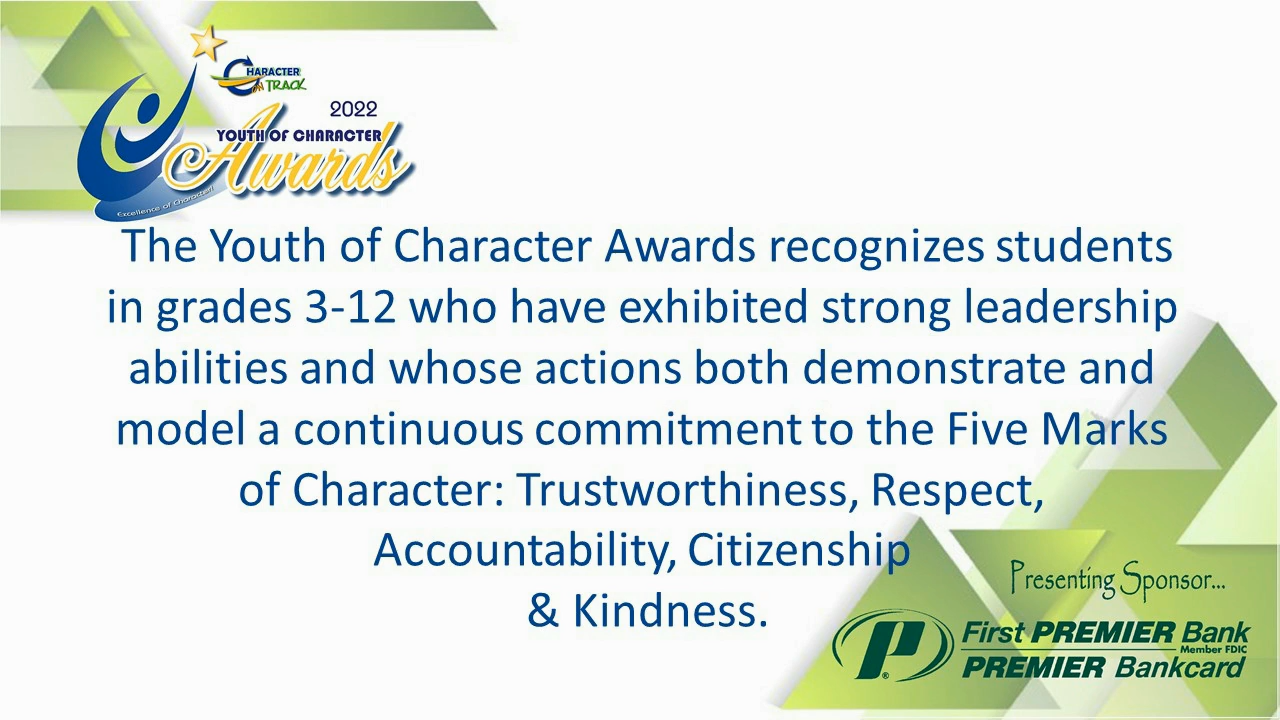 CHARACTER
ON TRACK
2022
YOUTH OF CHARACTER
Awards
Excellence of Character!
The Youth of Character Awards recognizes students
in grades 3-12 who have exhibited strong leadership
abilities and whose actions both demonstrate and
model a continuous commitment to the Five Marks
of Character: Trustworthiness, Respect,
Accountability, Citizenship
& Kindness.
Presenting Sponsor...
P®
First PREMIER Bank
Member FDIC
PREMIER Bankcard